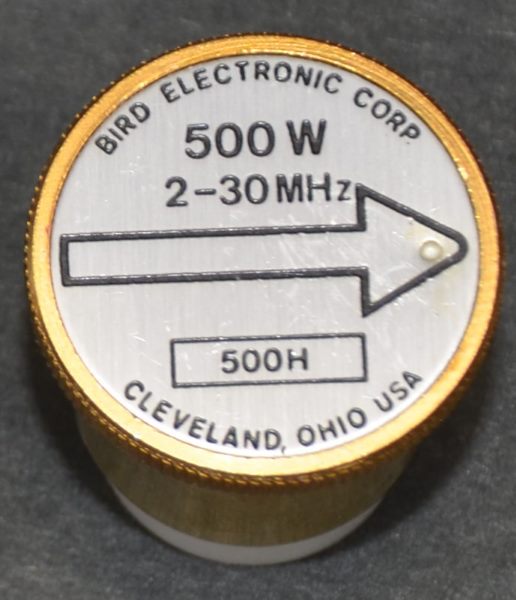 BIRD ELECTRONIC CORP.
500 W
2-30 MHz
500H
CLEVELAND, OHIO USA